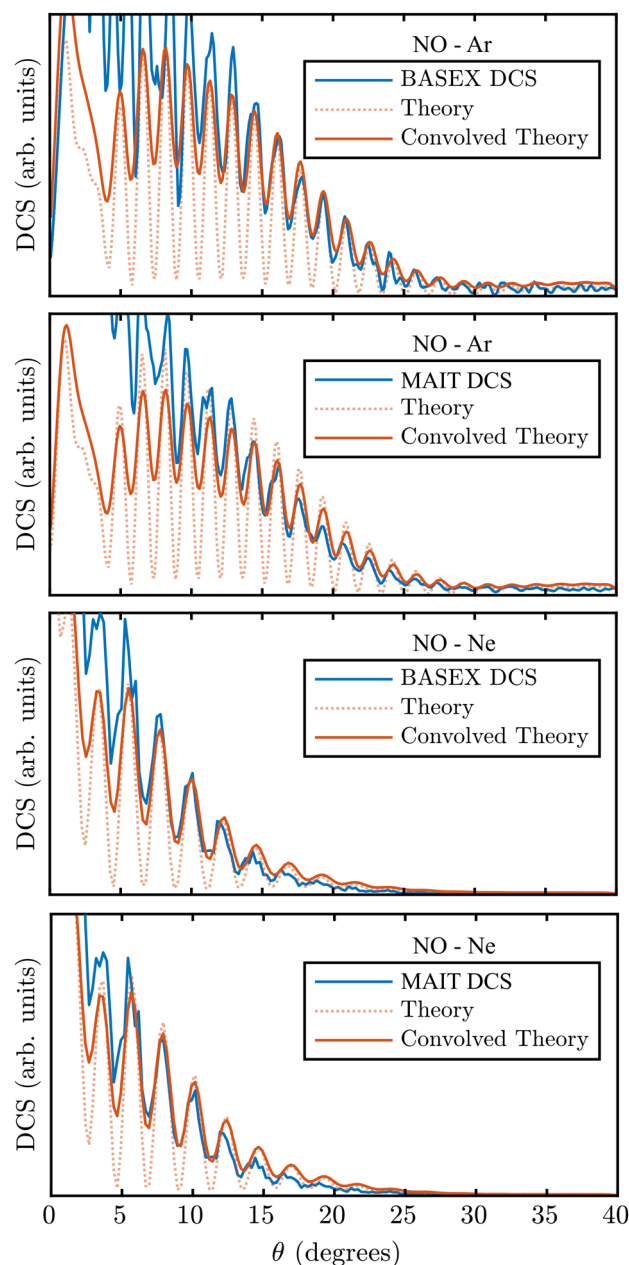 NO - Ar
BASEX DCS
Theory
Convolved Theory
DCS (arb. units)
NO - Ar
MAIT DCS
Theory
Convolved Theory
DCS (arb. units)
NO - Ne
BASEX DCS
Theory
Convolved Theory
DCS (arb. units)
NO - Ne
MAIT DCS
Theory
Convolved Theory
DCS (arb. units)
0 5 10 15 20 25 30 35 40
θ (degrees)